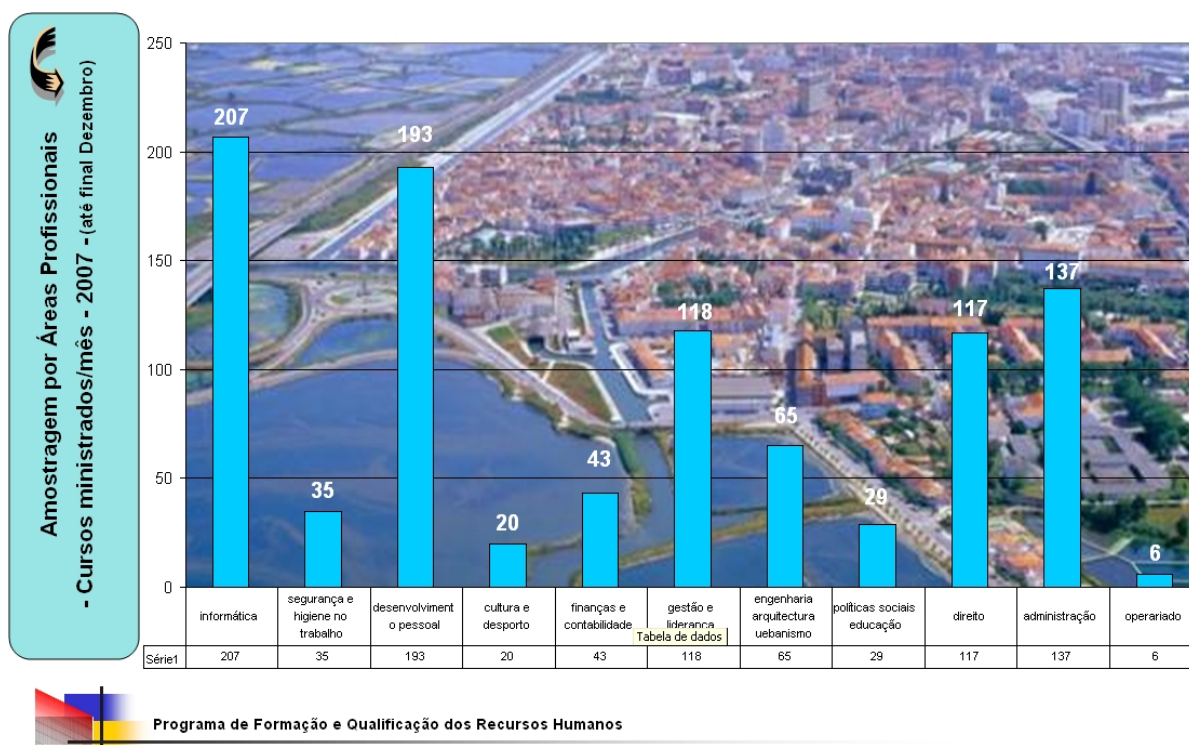 Amostragem por Áreas Profissionais
- Cursos ministrados/mês - 2007 - (até final Dezembro)
250
200
150
100
50
0
207
35
193
20
43
118
65
29
117
137
6
informática
segurança e
higiene no
trabalho
desenvolviment
o pessoal
cultura e
desporto
finanças e
contabilidade
gestão e
liderança
engenharia
arquitectura
uebanismo
políticas sociais
educação
direito
administração
operariado
Tabela de dados
Série1 207 35 193 20 43 118 65 29 117 137 6
Programa de Formação e Qualificação dos Recursos Humanos